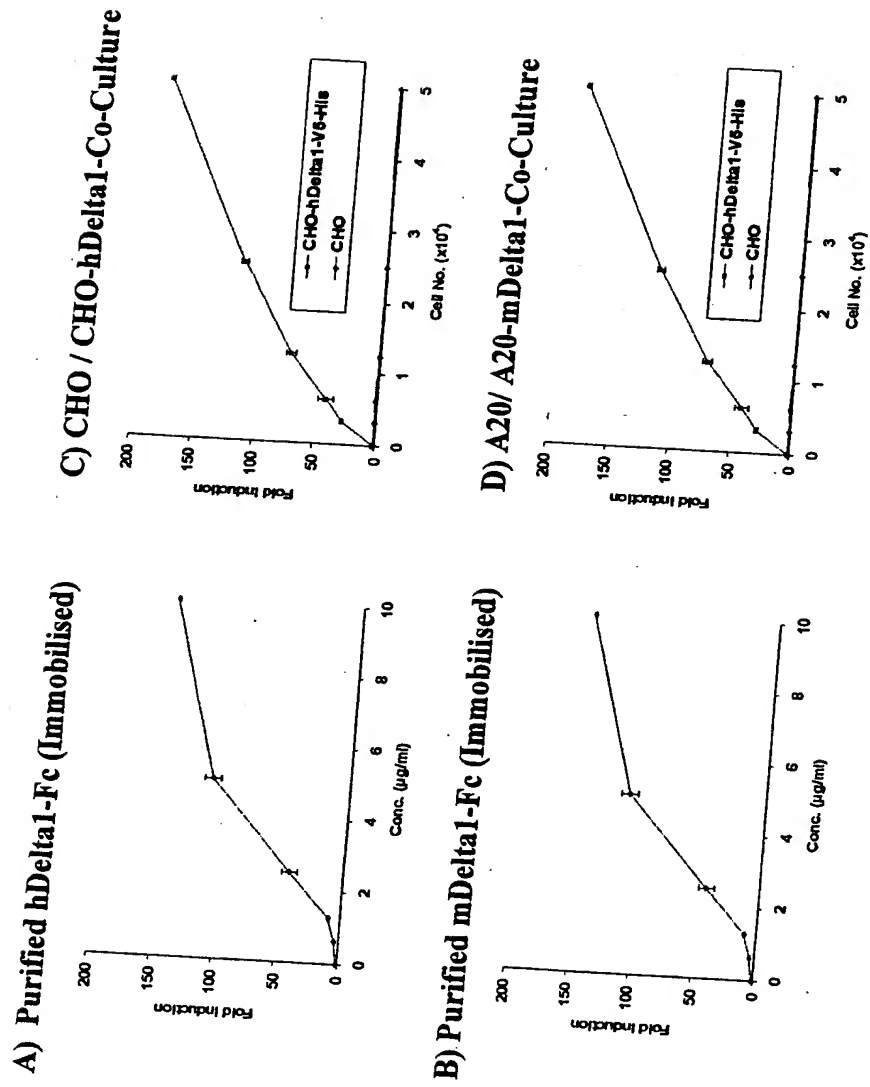 A) Purified hDelta1-Fc (Immobilised)
Fold Induction
200
150
100
50
0
0 2 4 6 8 10
Conc. (µg/ml)
C) CHO / CHO-hDelta1-Co-Culture
Fold Induction
200
150
100
50
0
0 1 2 3 4 5
Cell No. (x10⁴)
CHO-hDelta1-V5-His
CHO
B) Purified mDelta1-Fc (Immobilised)
Fold Induction
200
150
100
50
0
0 2 4 6 8 10
Conc. (µg/ml)
D) A20/ A20-mDelta1-Co-Culture
Fold Induction
200
150
100
50
0
0 1 2 3 4 5
Cell No. (x10⁴)
CHO-hDelta1-V5-His
CHO